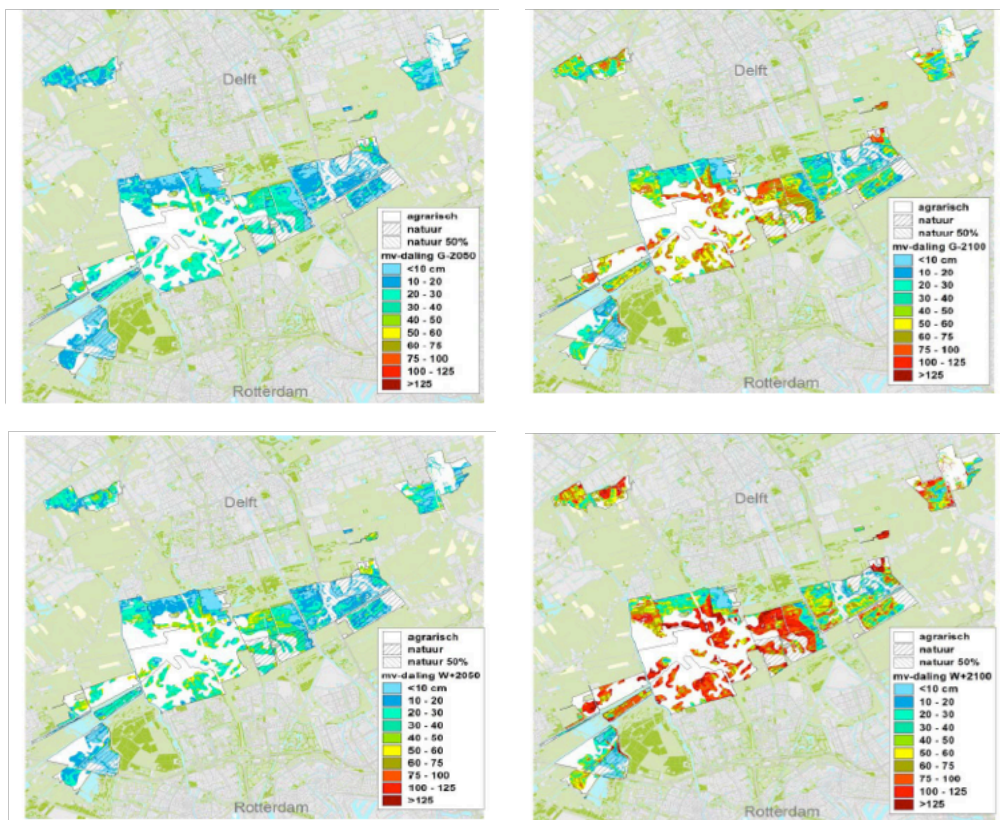 Delft
agrarisch
natuur
natuur 50%
mv-daling G-2050
<10 cm
10 - 20
20 - 30
30 - 40
40 - 50
50 - 60
60 - 75
75 - 100
100 - 125
>125
Rotterdam
Delft
agrarisch
natuur
natuur 50%
mv-daling G-2100
<10 cm
10 - 20
20 - 30
30 - 40
40 - 50
50 - 60
60 - 75
75 - 100
100 - 125
>125
Rotterdam
Delft
agrarisch
natuur
natuur 50%
mv-daling W+2050
<10 cm
10 - 20
20 - 30
30 - 40
40 - 50
50 - 60
60 - 75
75 - 100
100 - 125
>125
Rotterdam
Delft
agrarisch
natuur
natuur 50%
mv-daling W+2100
<10 cm
10 - 20
20 - 30
30 - 40
40 - 50
50 - 60
60 - 75
75 - 100
100 - 125
>125
Rotterdam